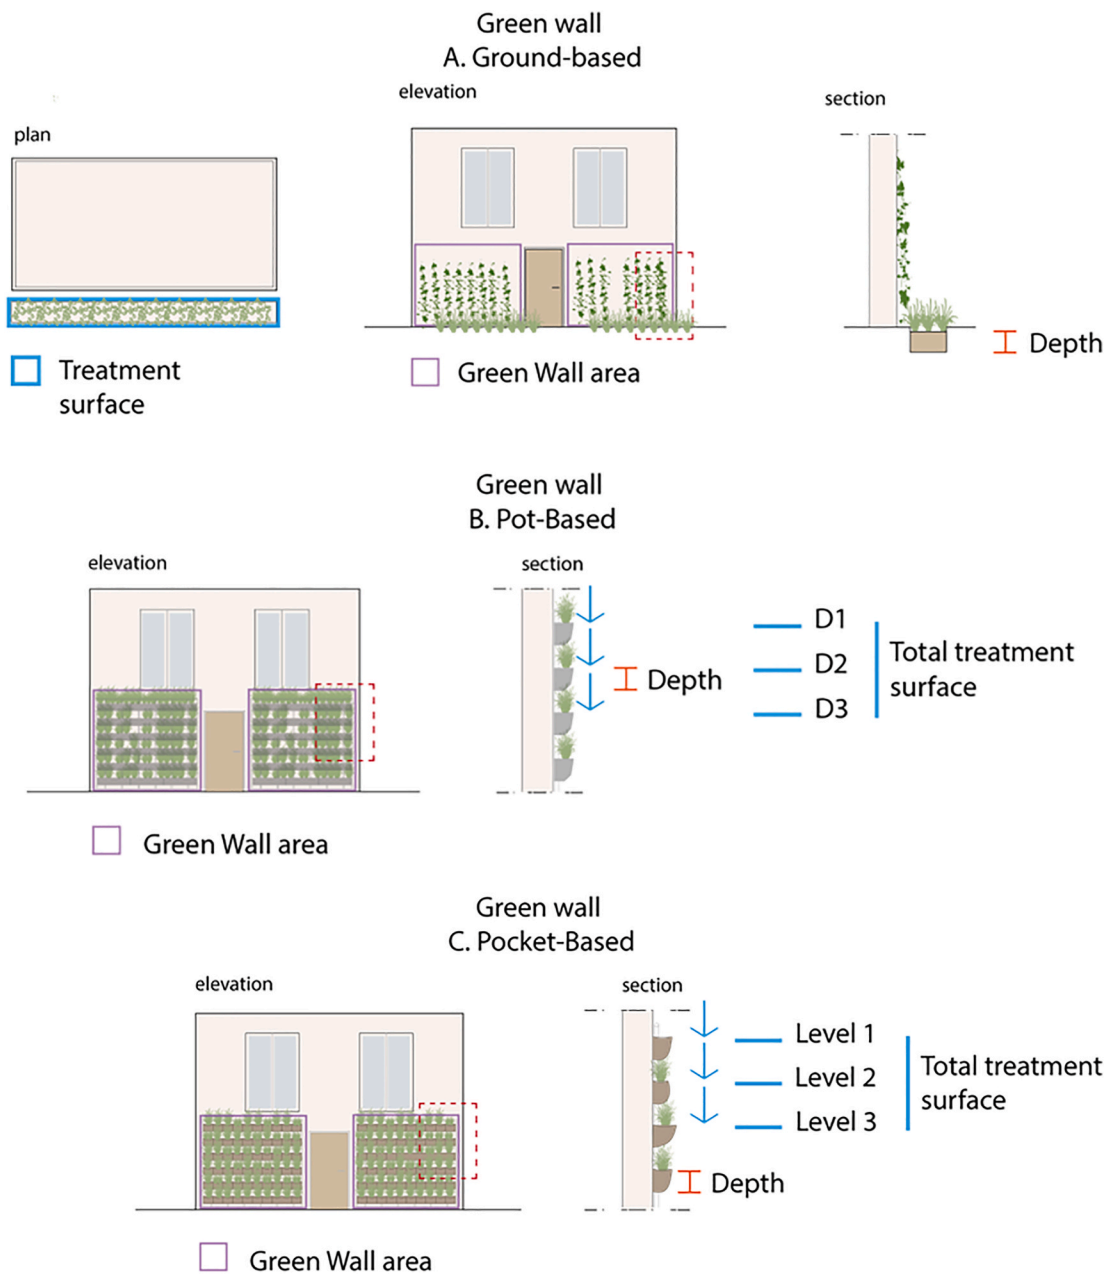 Green wall
A. Ground-based
elevation
section
plan
Depth
Treatment
surface
Green Wall area
Green wall
B. Pot-Based
elevation
section
D1
D2
D3
Total treatment
surface
Depth
Green Wall area
Green wall
C. Pocket-Based
elevation
section
Level 1
Level 2
Level 3
Total treatment
surface
Depth
Green Wall area